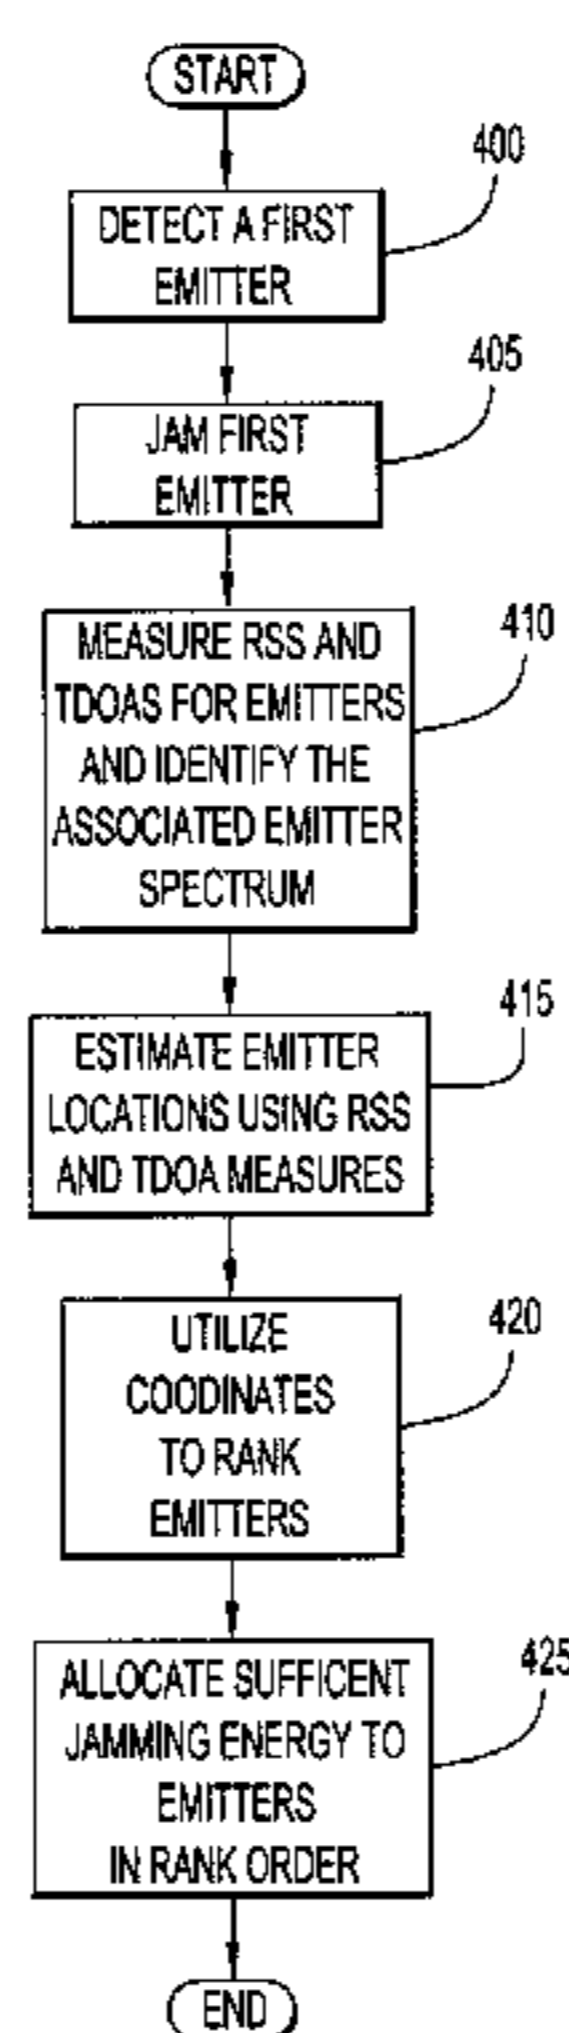 START
400
DETECT A FIRST
EMITTER
405
JAM FIRST
EMITTER
410
MEASURE RSS AND
TDOAS FOR EMITTERS
AND IDENTIFY THE
ASSOCIATED EMITTER
SPECTRUM
415
ESTIMATE EMITTER
LOCATIONS USING RSS
AND TDOA MEASURES
420
UTILIZE
COODINATES
TO RANK
EMITTERS
425
ALLOCATE SUFFICENT
JAMMING ENERGY TO
EMITTERS
IN RANK ORDER
END